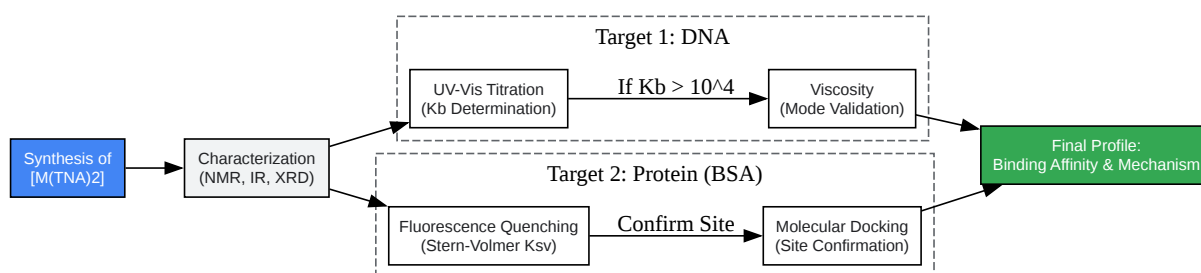 Synthesis of
[M(TNA)2]
Characterization
(NMR, IR, XRD)
Target 1: DNA
UV-Vis Titration
(Kb Determination)
If Kb > 10^4
Viscosity
(Mode Validation)
Target 2: Protein (BSA)
Fluorescence Quenching
(Stern-Volmer Ksv)
Confirm Site
Molecular Docking
(Site Confirmation)
Final Profile:
Binding Affinity & Mechanism